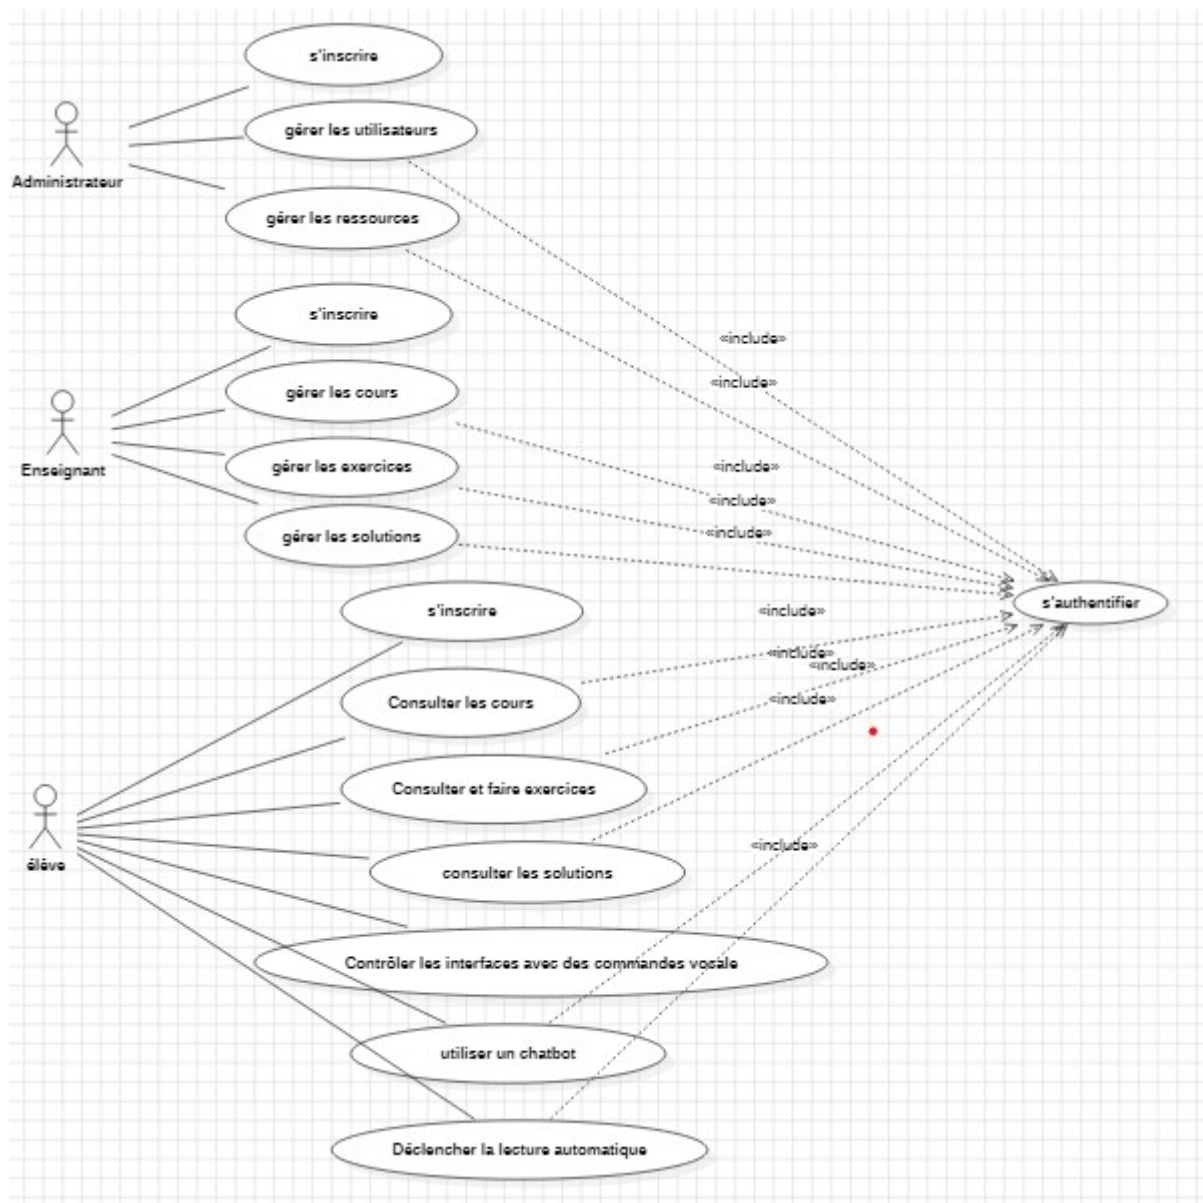 s'inscrire
gérer les utilisateurs
Administrateur
gérer les ressources
s'inscrire
«include»
«include»
gérer les cours
Enseignant
gérer les exercices
«include»
«include»
gérer les solutions
«include»
s'authentifier
s'inscrire
«include»
«include»
«include»
Consulter les cours
«include»
Consulter et faire exercices
élève
consulter les solutions
«include»
Contrôler les interfaces avec des commandes vosale
utiliser un chatbot
Déclencher la lecture automatique